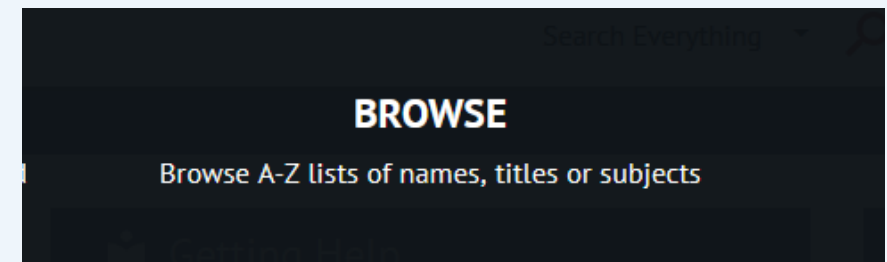 Search Everything
BROWSE
Browse A-Z lists of names, titles or subjects
Getting Help